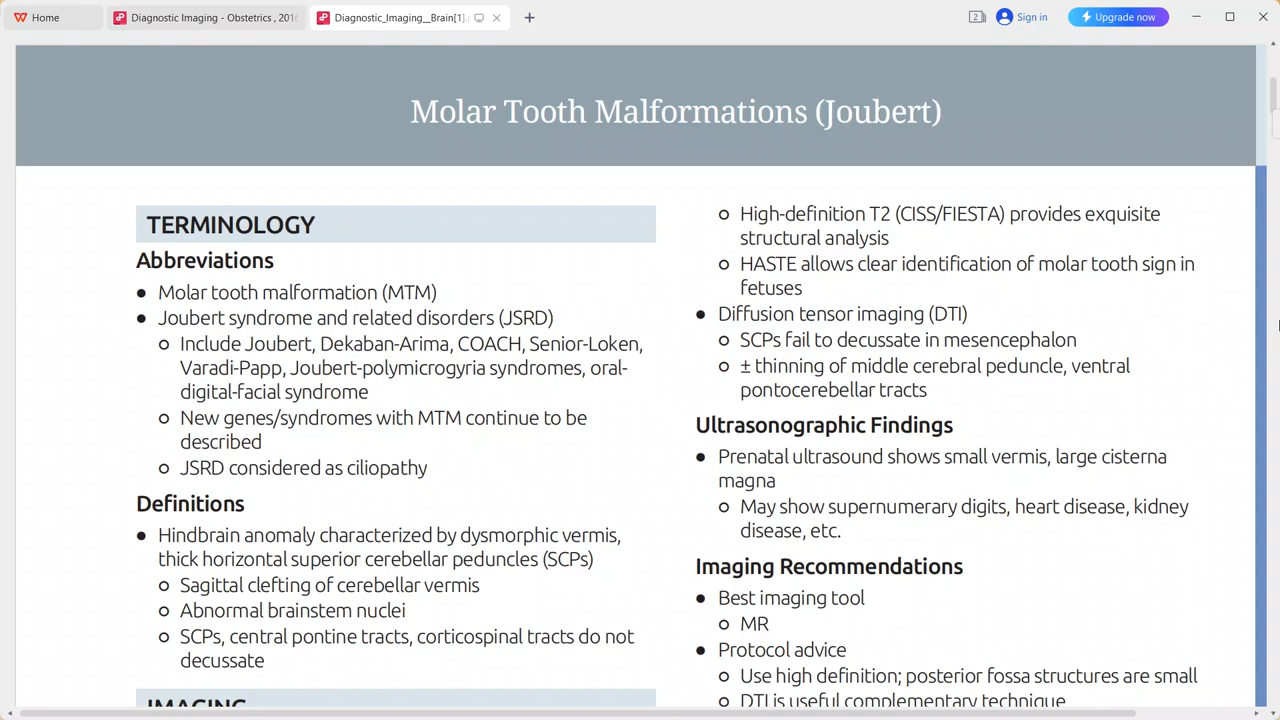 Home
Diagnostic Imaging - Obstetrics , 201
Diagnostic_Imaging__Brain[1].
2
Sign in
Upgrade now
Molar Tooth Malformations (Joubert)
TERMINOLOGY
Abbreviations
● Molar tooth malformation (MTM)
● Joubert syndrome and related disorders (JSRD)
○ Include Joubert, Dekaban-Arima, COACH, Senior-Loken,
Varadi-Papp, Joubert-polymicrogyria syndromes, oral-
digital-facial syndrome
○ New genes/syndromes with MTM continue to be
described
○ JSRD considered as ciliopathy
Definitions
● Hindbrain anomaly characterized by dysmorphic vermis,
thick horizontal superior cerebellar peduncles (SCPs)
○ Sagittal clefting of cerebellar vermis
○ Abnormal brainstem nuclei
○ SCPs, central pontine tracts, corticospinal tracts do not
decussate
IMAGING
○ High-definition T2 (CISS/FIESTA) provides exquisite
structural analysis
○ HASTE allows clear identification of molar tooth sign in
fetuses
● Diffusion tensor imaging (DTI)
○ SCPs fail to decussate in mesencephalon
○ ± thinning of middle cerebral peduncle, ventral
pontocerebellar tracts
Ultrasonographic Findings
● Prenatal ultrasound shows small vermis, large cisterna
magna
○ May show supernumerary digits, heart disease, kidney
disease, etc.
Imaging Recommendations
● Best imaging tool
○ MR
● Protocol advice
○ Use high definition; posterior fossa structures are small
○ DTI is useful complementary technique